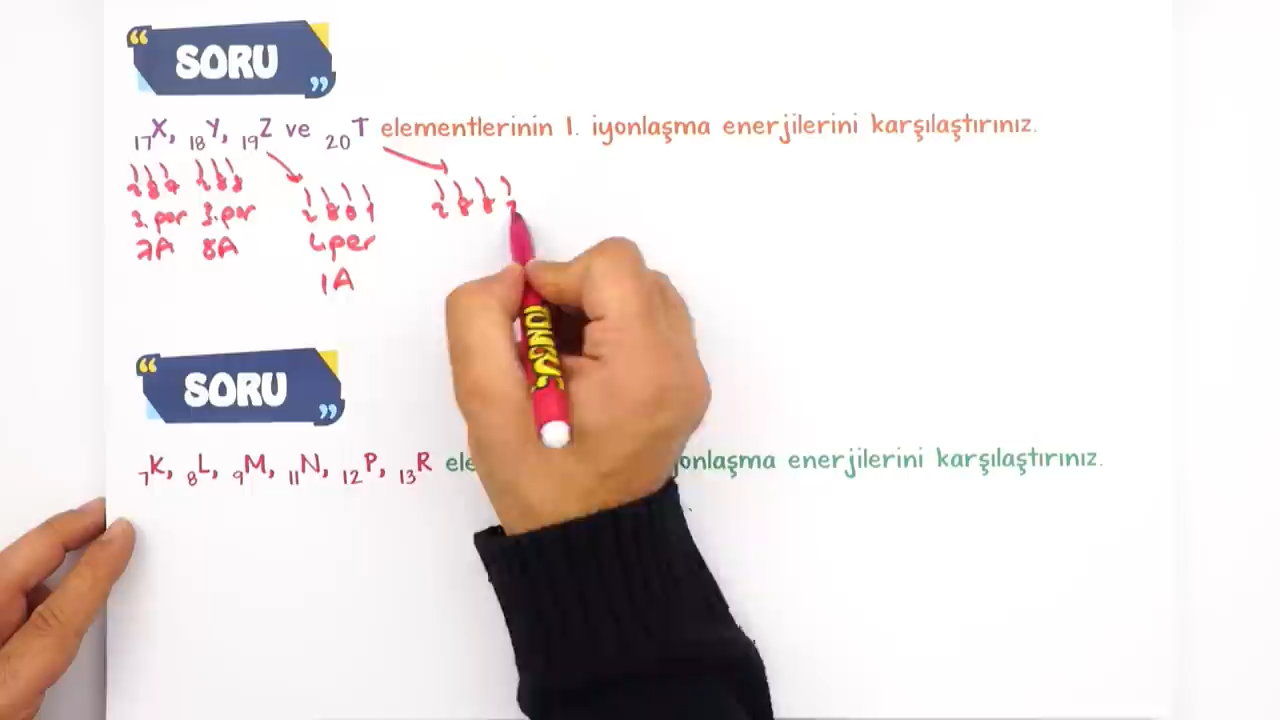 SORU
₁₇X, ₁₈Y, ₁₉Z ve ₂₀T elementlerinin 1. iyonlaşma enerjilerini karşılaştırınız.
2 8 7 2 8 8 2 8 8 1 2 8 8 2
3. per 3. per 4 per
7A 8A
1A
SORU
₇K, ₈L, ₉M, ₁₁N, ₁₂P, ₁₃R enerjilerini karşılaştırınız.